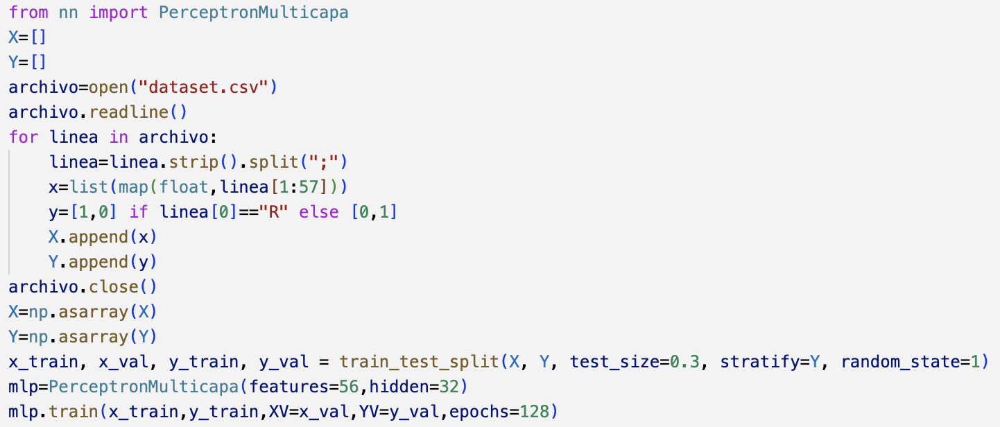 from nn import PerceptronMulticapa
X=[]
Y=[]
archivo=open("dataset.csv")
archivo.readline()
for linea in archivo:
    linea=linea.strip().split(";")
    x=list(map(float,linea[1:57]))
    y=[1,0] if linea[0]=="R" else [0,1]
    X.append(x)
    Y.append(y)
archivo.close()
X=np.asarray(X)
Y=np.asarray(Y)
x_train, x_val, y_train, y_val = train_test_split(X, Y, test_size=0.3, stratify=Y, random_state=1)
mlp=PerceptronMulticapa(features=56,hidden=32)
mlp.train(x_train,y_train,XV=x_val,YV=y_val,epochs=128)